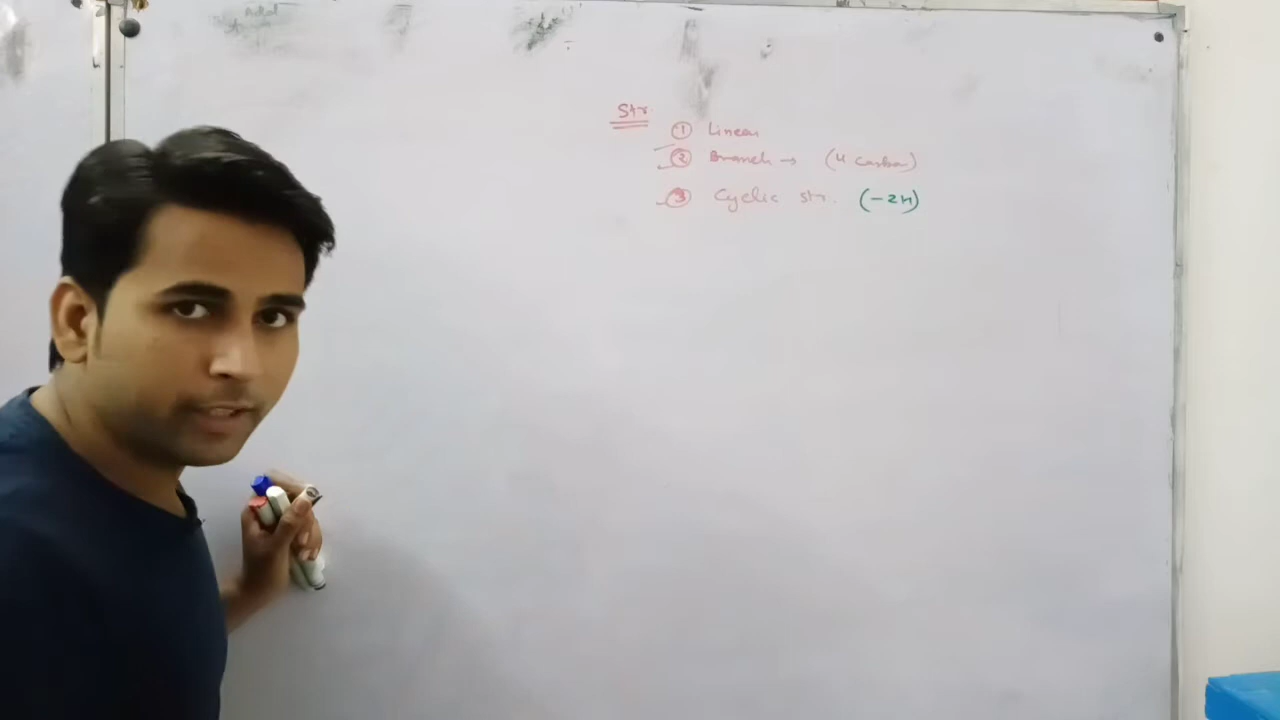 Str.
① Linear
② Branch → (4 Carbon)
③ Cyclic str. (-2H)